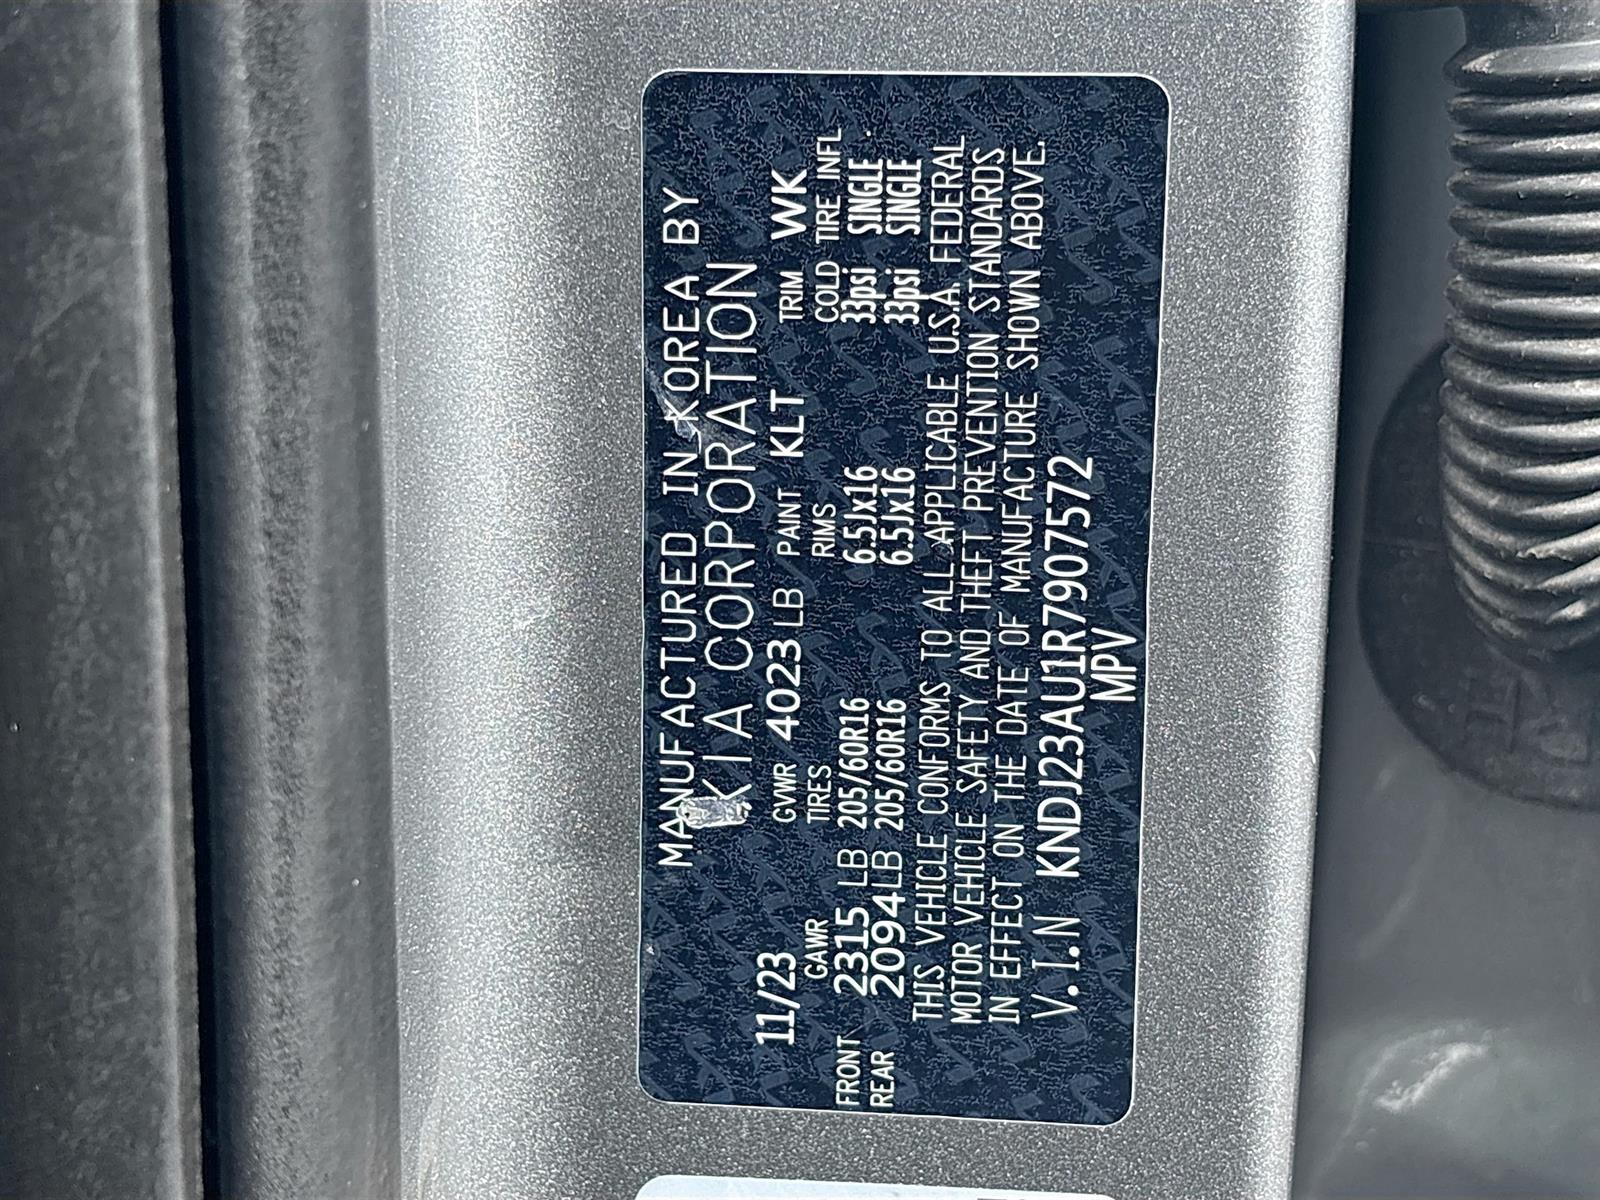 MANUFACTURED IN KOREA BY
KIA CORPORATION
11/23 GVWR 4023 LB PAINT KLT TRIM WK
GAWR TIRES RIMS COLD TIRE INFL.
FRONT 2315 LB 205/60R16 6.5Jx16 33psi SINGLE
REAR 2094LB 205/60R16 6.5Jx16 33psi SINGLE
THIS VEHICLE CONFORMS TO ALL APPLICABLE U.S.A. FEDERAL
MOTOR VEHICLE SAFETY AND THEFT PREVENTION STANDARDS
IN EFFECT ON THE DATE OF MANUFACTURE SHOWN ABOVE.
V.I.N KNDJ23AU1R7907572
MPV